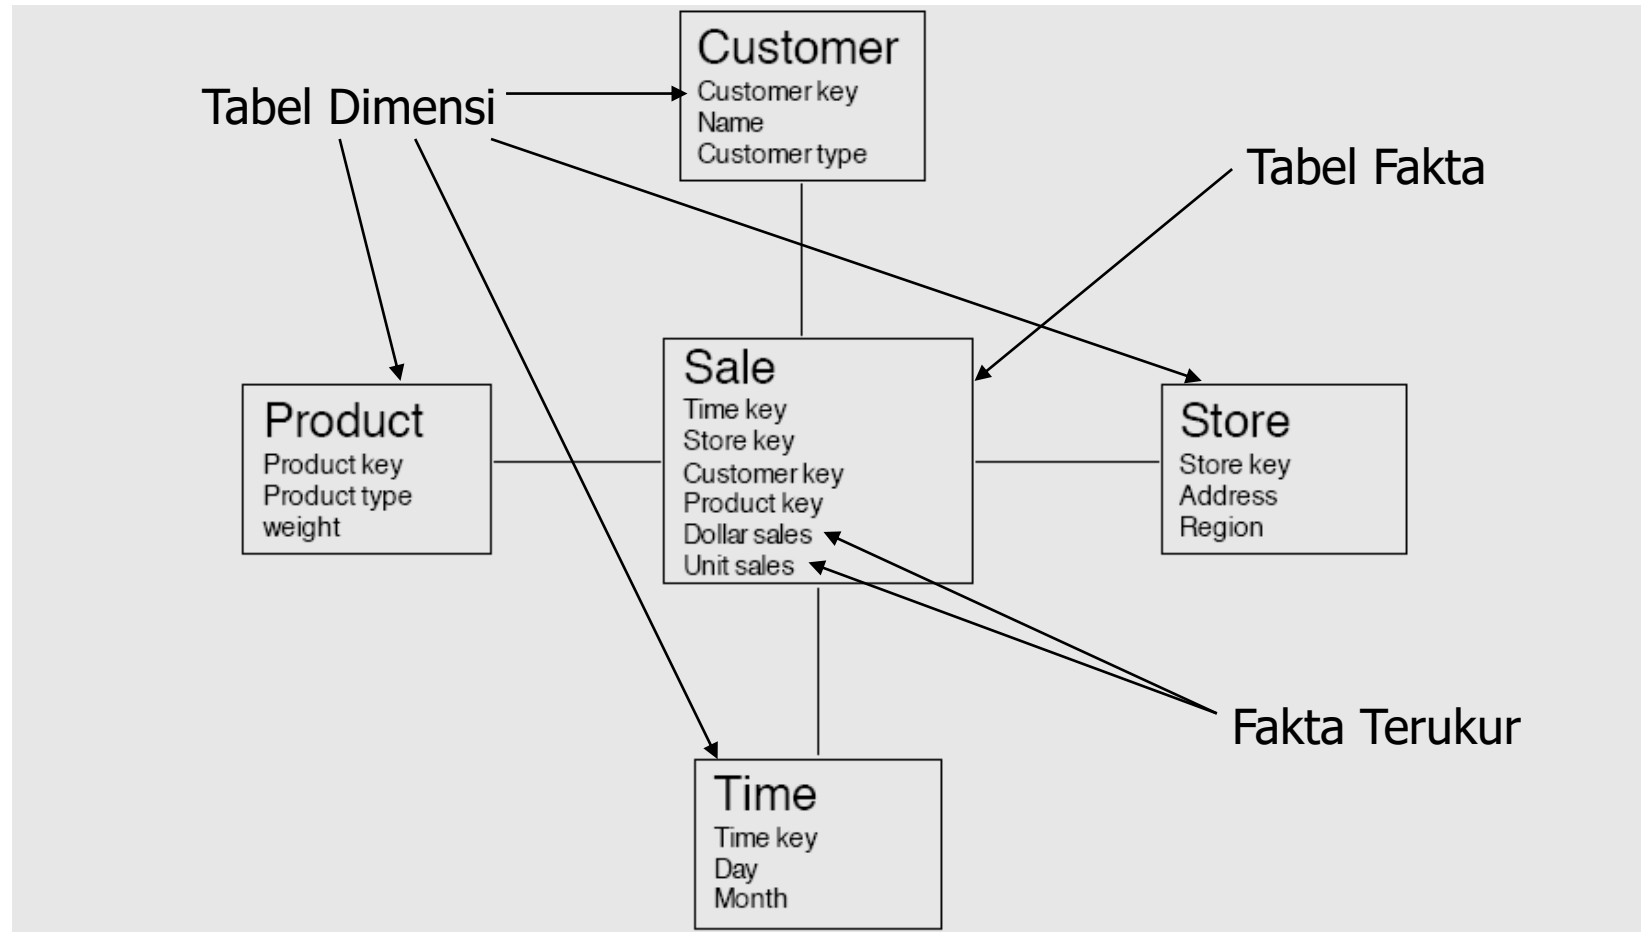 Customer
Customer key
Name
Customer type
Tabel Dimensi
Tabel Fakta
Product
Product key
Product type
weight
Sale
Time key
Store key
Customer key
Product key
Dollar sales
Unit sales
Store
Store key
Address
Region
Fakta Terukur
Time
Time key
Day
Month